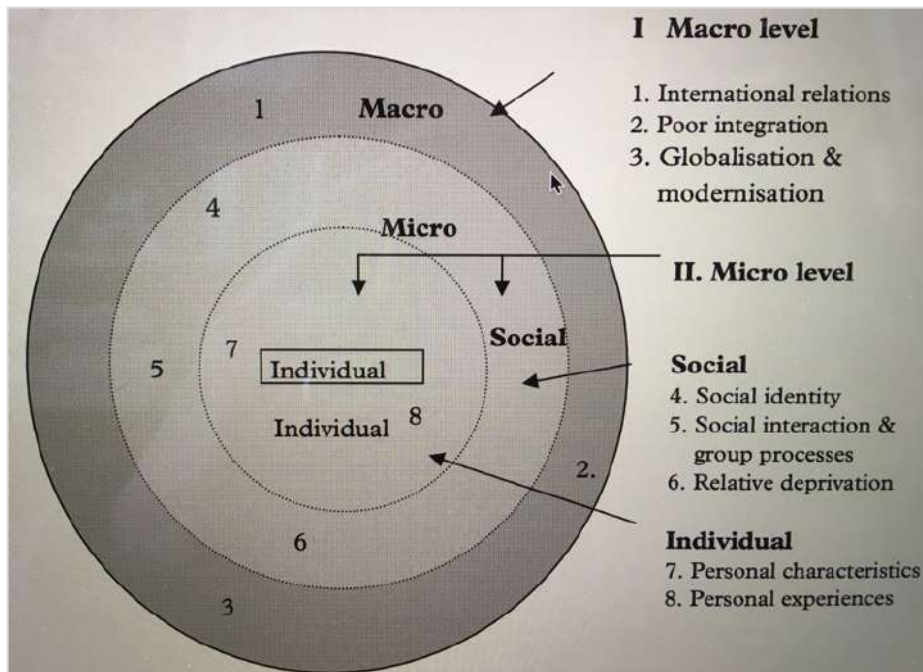 I Macro level
1. International relations
2. Poor integration
3. Globalisation &
modernisation
II. Micro level
Social
4. Social identity
5. Social interaction &
group processes
6. Relative deprivation
Individual
7. Personal characteristics
8. Personal experiences
1
Macro
4
Micro
7
Individual
Social
5
Individual
8
2.
6
3